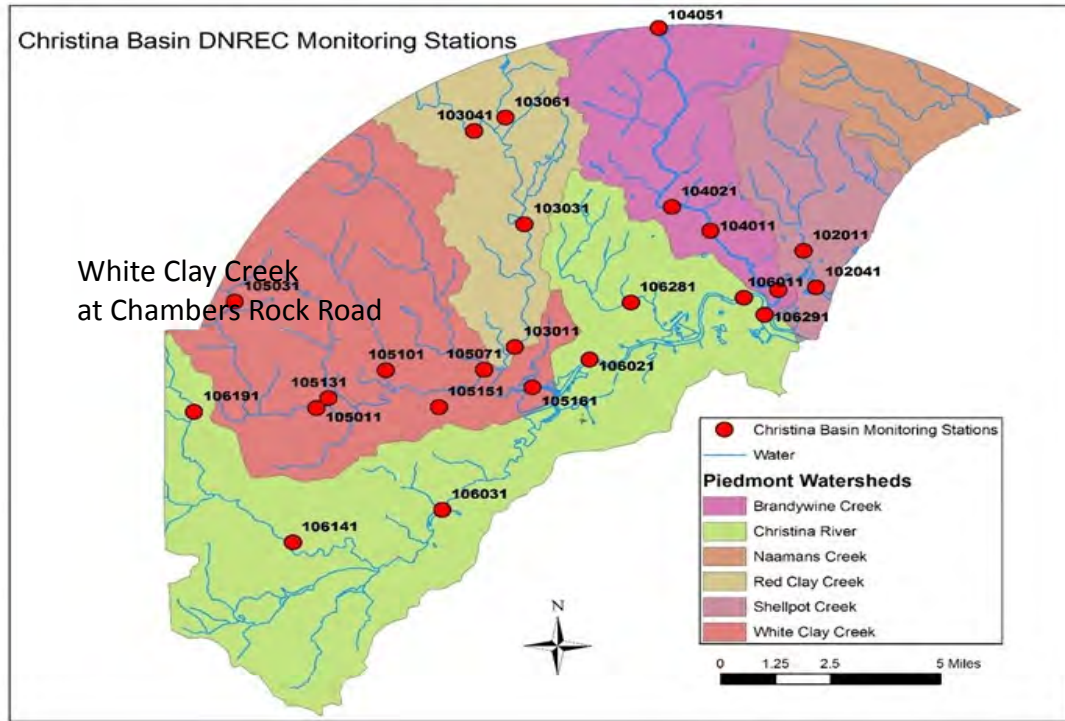 Christina Basin DNREC Monitoring Stations
104051
103061
103041
104021
103031
104011
102011
White Clay Creek
105031
at Chambers Rock Road
102041
106281
106011
106291
103011
105101
105071
106021
105131
105151
105161
106191
105011
106031
106141
Christina Basin Monitoring Stations
Water
Piedmont Watersheds
Brandywine Creek
Christina River
Naamans Creek
Red Clay Creek
Shellpot Creek
White Clay Creek
N
0 1.25 2.5 5 Miles